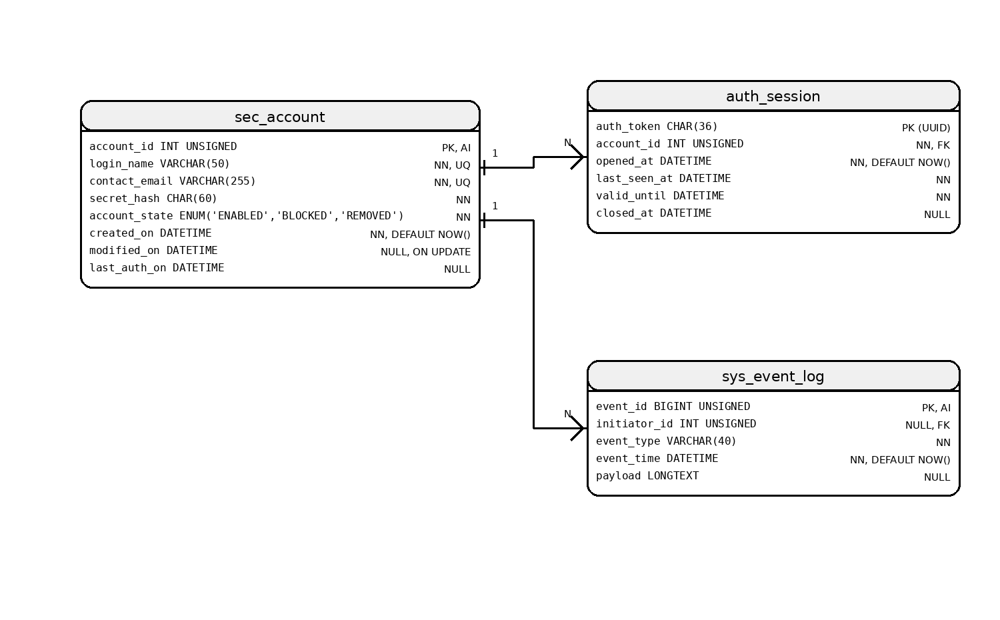 sec_account
account_id INT UNSIGNED PK, AI
login_name VARCHAR(50) NN, UQ
contact_email VARCHAR(255) NN, UQ
secret_hash CHAR(60) NN
account_state ENUM('ENABLED','BLOCKED','REMOVED') NN
created_on DATETIME NN, DEFAULT NOW()
modified_on DATETIME NULL, ON UPDATE
last_auth_on DATETIME NULL
1
N
1
N
auth_session
auth_token CHAR(36) PK (UUID)
account_id INT UNSIGNED NN, FK
opened_at DATETIME NN, DEFAULT NOW()
last_seen_at DATETIME NN
valid_until DATETIME NN
closed_at DATETIME NULL
sys_event_log
event_id BIGINT UNSIGNED PK, AI
initiator_id INT UNSIGNED NULL, FK
event_type VARCHAR(40) NN
event_time DATETIME NN, DEFAULT NOW()
payload LONGTEXT NULL